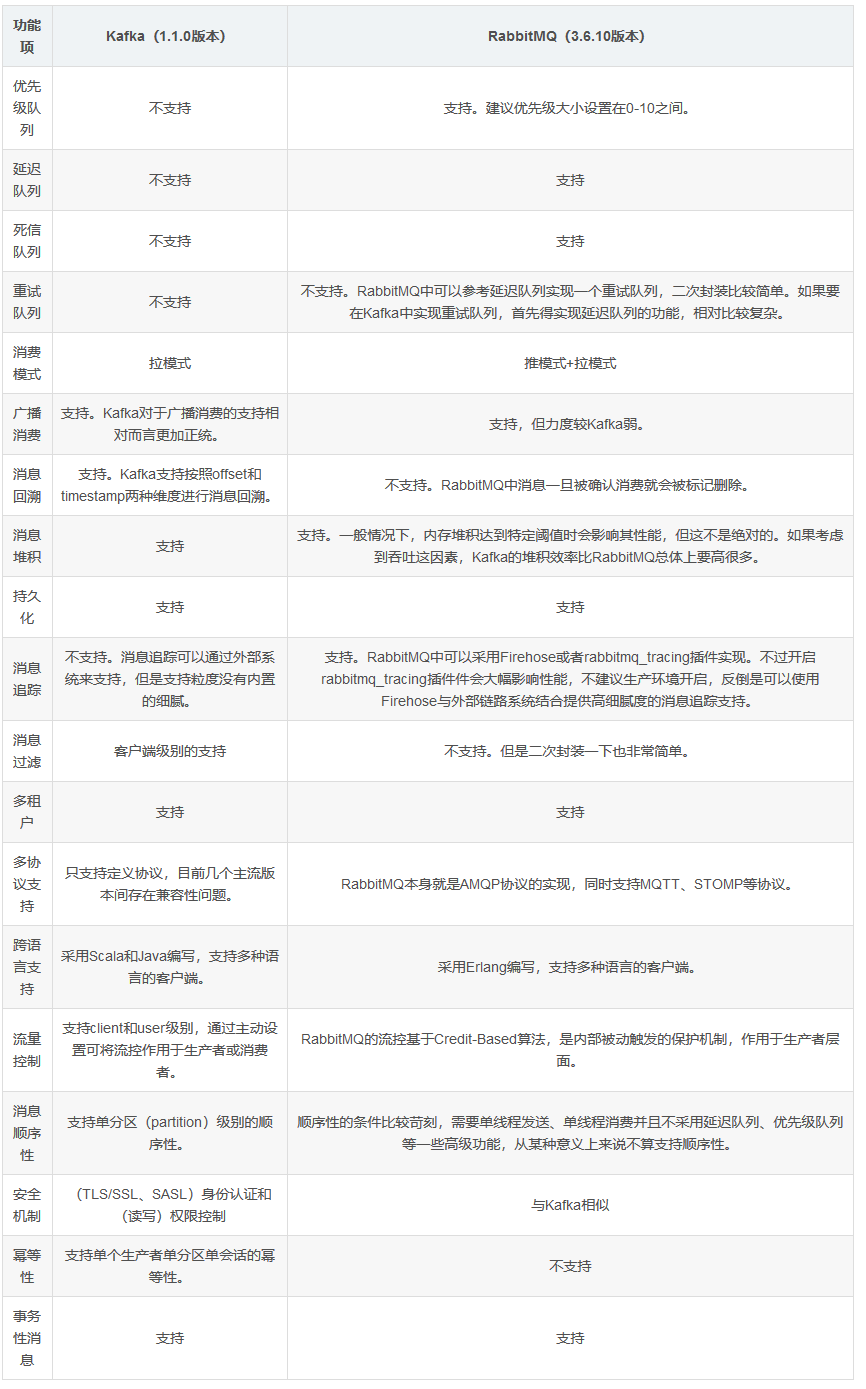 功能
项
Kafka（1.1.0版本）
RabbitMQ（3.6.10版本）
优先
级队
列
不支持
支持。建议优先级大小设置在0-10之间。
延迟
队列
不支持
支持
死信
队列
不支持
支持
重试
队列
不支持
不支持。RabbitMQ中可以参考延迟队列实现一个重试队列，二次封装比较简单。如果要
在Kafka中实现重试队列，首先得实现延迟队列的功能，相对比较复杂。
消费
模式
拉模式
推模式+拉模式
广播
消费
支持。Kafka对于广播消费的支持相
对而言更加正统。
支持，但力度较Kafka弱。
消息
回溯
支持。Kafka支持按照offset和
timestamp两种维度进行消息回溯。
不支持。RabbitMQ中消息一旦被确认消费就会被标记删除。
消息
堆积
支持
支持。一般情况下，内存堆积达到特定阈值时会影响其性能，但这不是绝对的。如果考虑
到吞吐这因素，Kafka的堆积效率比RabbitMQ总体上要高很多。
持久
化
支持
支持
消息
追踪
不支持。消息追踪可以通过外部系
统来支持，但是支持粒度没有内置
的细腻。
支持。RabbitMQ中可以采用Firehose或者rabbitmq_tracing插件实现。不过开启
rabbitmq_tracing插件件会大幅影响性能，不建议生产环境开启，反倒是可以使用
Firehose与外部链路系统结合提供高细腻度的消息追踪支持。
消息
过滤
客户端级别的支持
不支持。但是二次封装一下也非常简单。
多租
户
支持
支持
多协
议支
持
只支持定义协议，目前几个主流版
本间存在兼容性问题。
RabbitMQ本身就是AMQP协议的实现，同时支持MQTT、STOMP等协议。
跨语
言支
持
采用Scala和Java编写，支持多种语
言的客户端。
采用Erlang编写，支持多种语言的客户端。
流量
控制
支持client和user级别，通过主动设
置可将流控作用于生产者或消费
者。
RabbitMQ的流控基于Credit-Based算法，是内部被动触发的保护机制，作用于生产者层
面。
消息
顺序
性
支持单分区（partition）级别的顺
序性。
顺序性的条件比较苛刻，需要单线程发送、单线程消费并且不采用延迟队列、优先级队列
等一些高级功能，从某种意义上来说不算支持顺序性。
安全
机制
（TLS/SSL、SASL）身份认证和
（读写）权限控制
与Kafka相似
幂等
性
支持单个生产者单分区单会话的幂
等性。
不支持
事务
性消
息
支持
支持